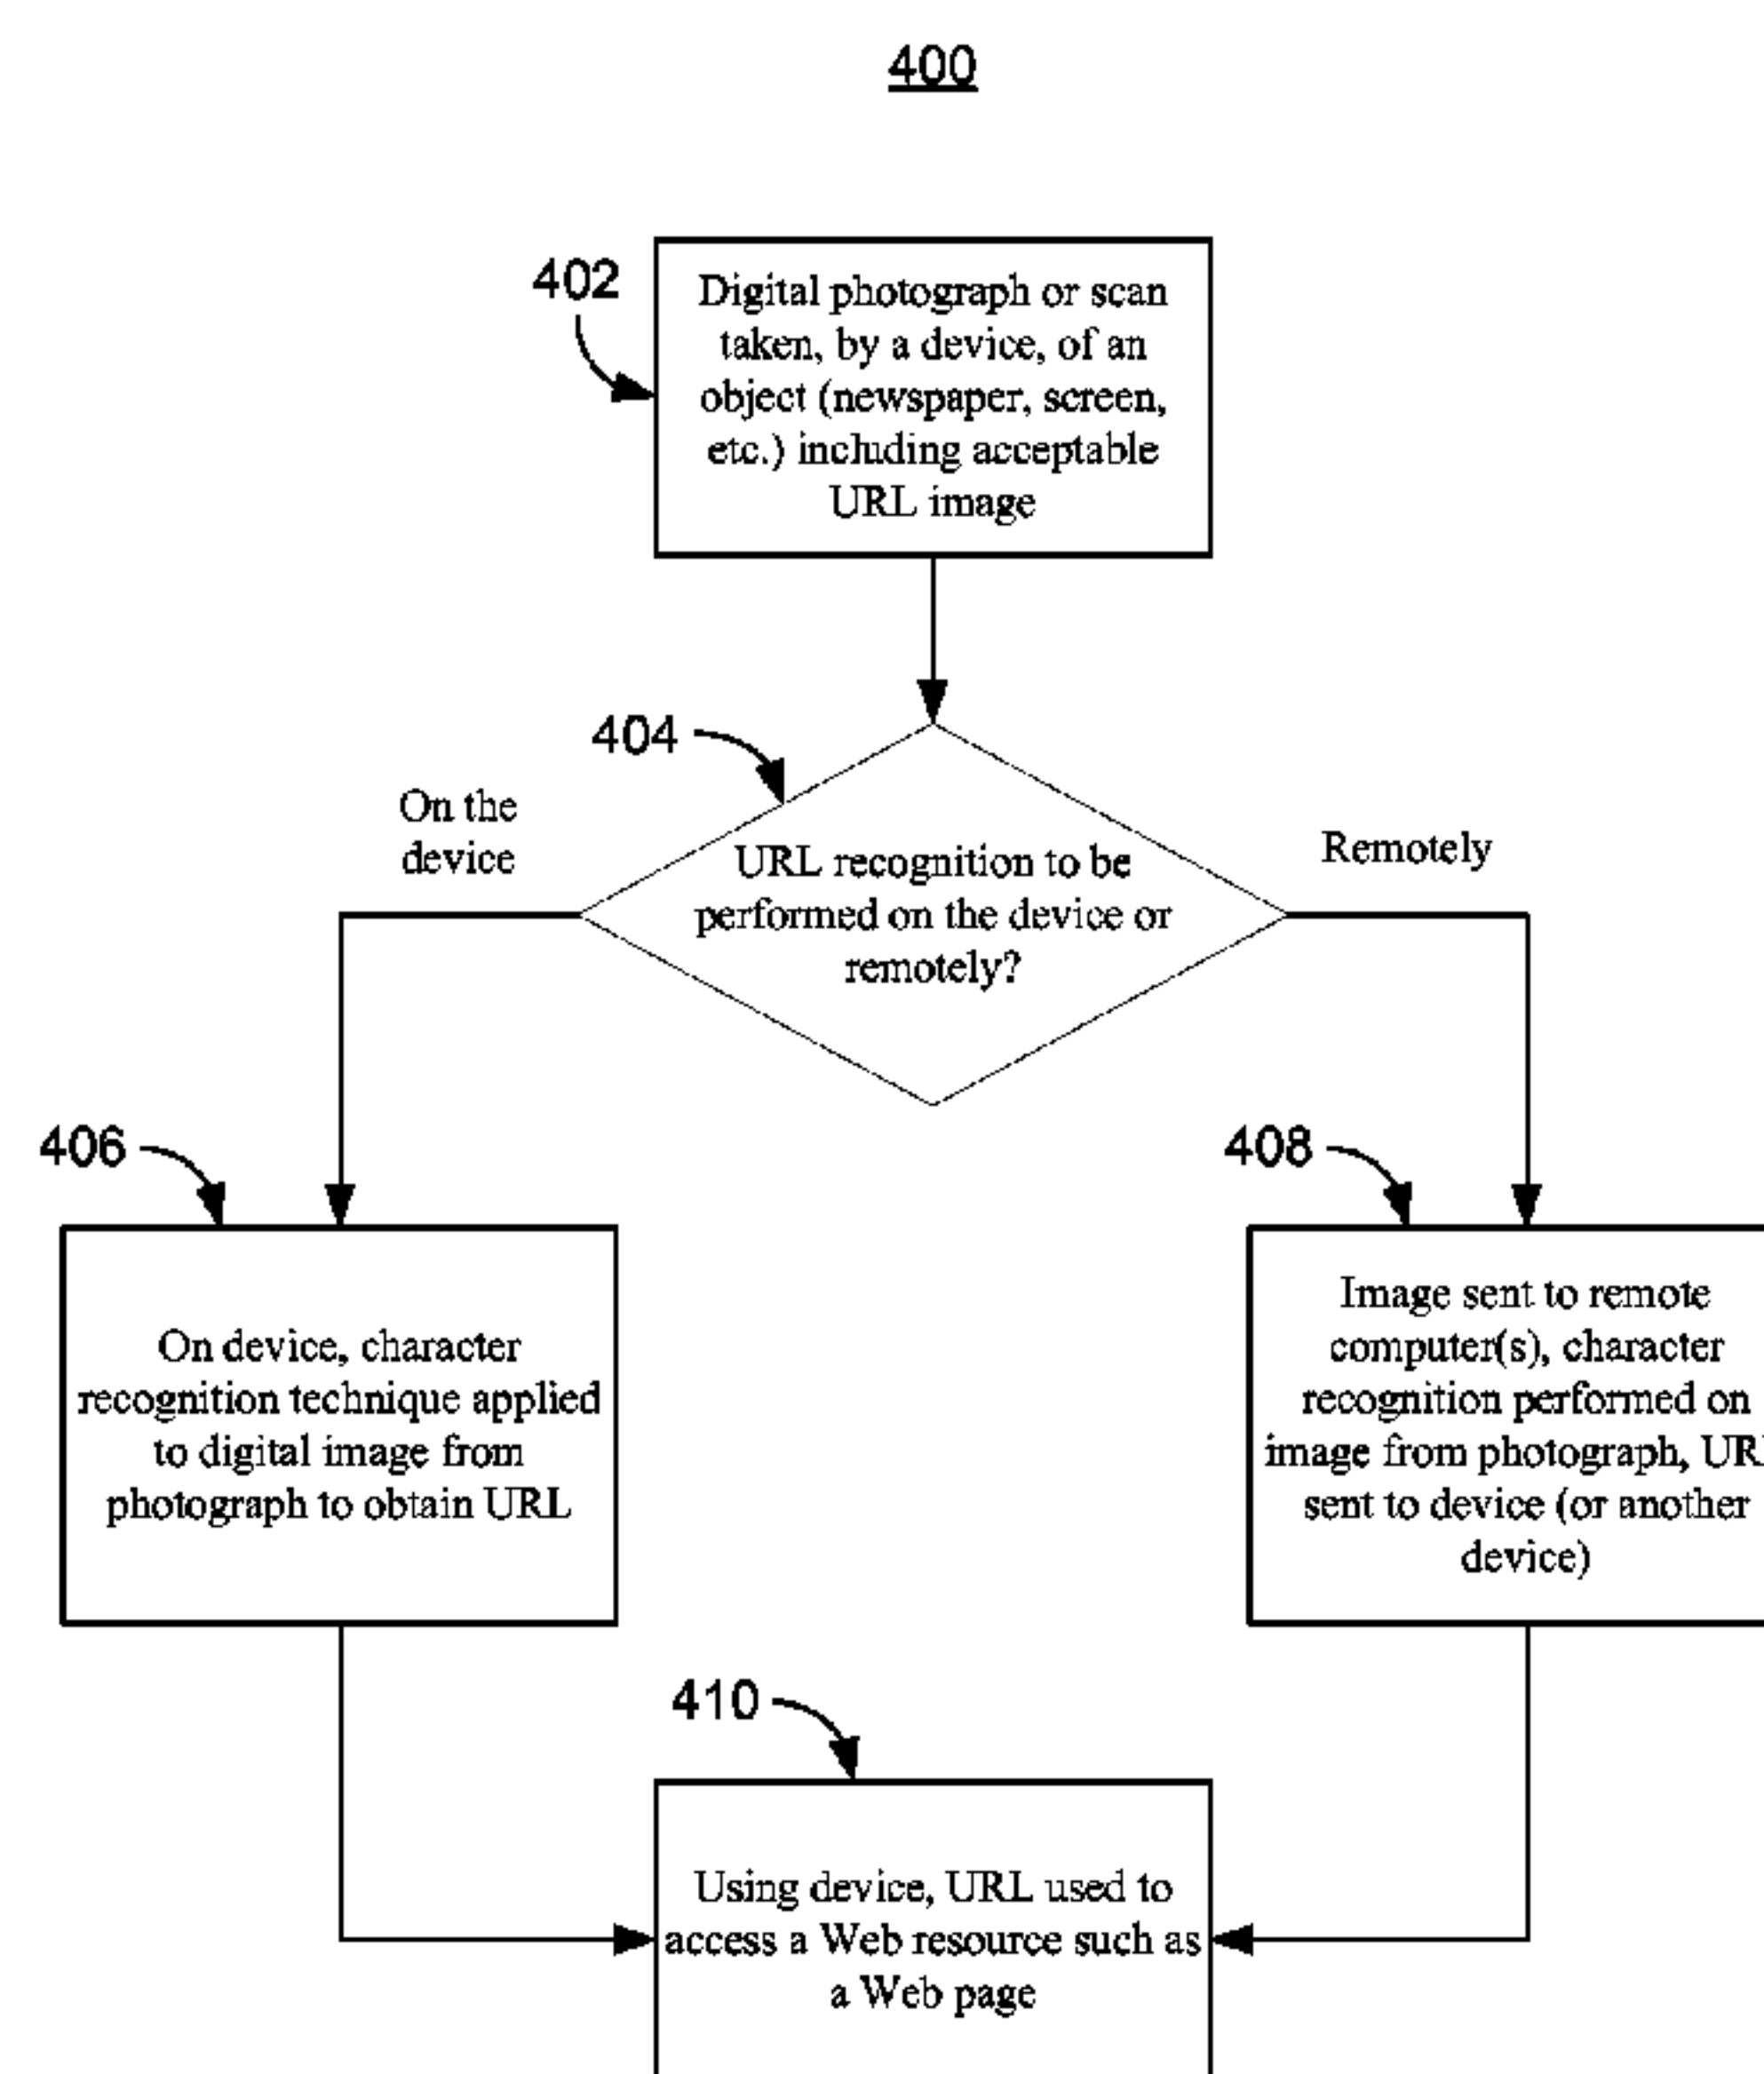 400
402
Digital photograph or scan
taken, by a device, of an
object (newspaper, screen,
etc.) including acceptable
URL image
404
On the
device
URL recognition to be
performed on the device or
remotely?
Remotely
406
On device, character
recognition technique applied
to digital image from
photograph to obtain URL
408
Image sent to remote
computer(s), character
recognition performed on
image from photograph, URL
sent to device (or another
device)
410
Using device, URL used to
access a Web resource such as
a Web page